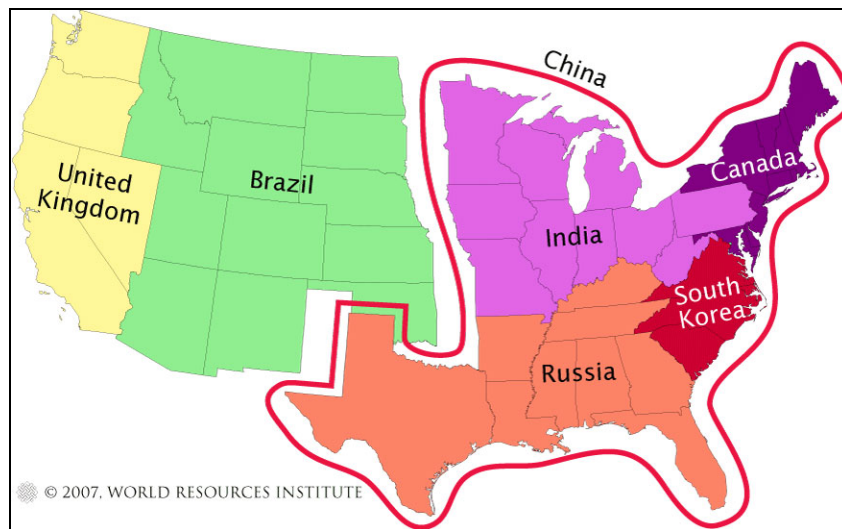 China
Canada
United
Kingdom
Brazil
India
South
Korea
Russia
© 2007, WORLD RESOURCES INSTITUTE